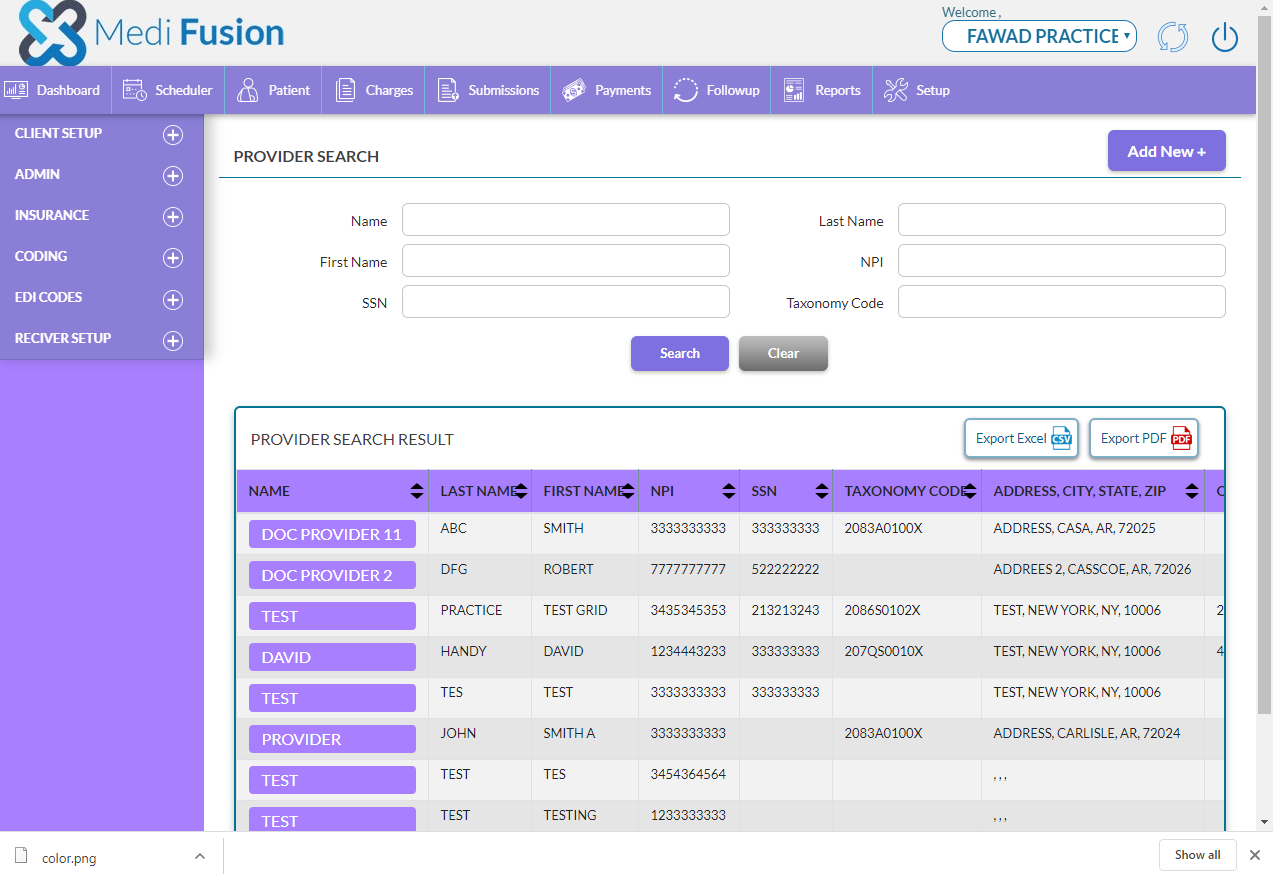 Welcome ,
Medi Fusion
FAWAD PRACTICE
Dashboard Scheduler Patient Charges Submissions Payments Followup Reports Setup
CLIENT SETUP
ADMIN
INSURANCE
CODING
EDI CODES
RECIVER SETUP
PROVIDER SEARCH
Add New +
Name
Last Name
First Name
NPI
SSN
Taxonomy Code
Search Clear
PROVIDER SEARCH RESULT
Export Excel CSV Export PDF PDF
NAME LAST NAME FIRST NAME NPI SSN TAXONOMY CODE ADDRESS, CITY, STATE, ZIP
DOC PROVIDER 11 ABC SMITH 3333333333 333333333 2083A0100X ADDRESS, CASA, AR, 72025
DOC PROVIDER 2 DFG ROBERT 7777777777 522222222 ADDREES 2, CASSCOE, AR, 72026
TEST PRACTICE TEST GRID 3435345353 213213243 2086S0102X TEST, NEW YORK, NY, 10006 2
DAVID HANDY DAVID 1234443233 333333333 207QS0010X TEST, NEW YORK, NY, 10006 4
TEST TES TEST 3333333333 333333333 TEST, NEW YORK, NY, 10006
PROVIDER JOHN SMITH A 3333333333 2083A0100X ADDRESS, CARLISLE, AR, 72024
TEST TEST TES 3454364564 , , ,
TEST TEST TESTING 1233333333 , , ,
color.png
Show all